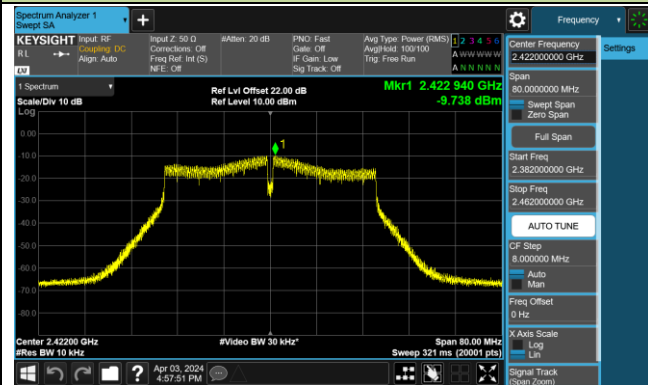 Spectrum Analyzer 1
Swept SA
Frequency
KEYSIGHT
RL
LXI
Input: RF
Coupling: DC
Align: Auto
Input Z: 50 Ω
Corrections: Off
Freq Ref: Int (S)
NFE: Off
#Atten: 20 dB
PNO: Fast
Gate: Off
IF Gain: Low
Sig Track: Off
Avg Type: Power (RMS)
Avg|Hold: 100/100
Trig: Free Run
1 2 3 4 5 6
A W W W W W
A N N N N N
1 Spectrum
Scale/Div 10 dB
Ref Lvl Offset 22.00 dB
Ref Level 10.00 dBm
Mkr1 2.422 940 GHz
-9.738 dBm
Log
0.00
-10.0
-20.0
-30.0
-40.0
-50.0
-60.0
-70.0
-80.0
1
Center 2.42200 GHz
#Res BW 10 kHz
#Video BW 30 kHz*
Span 80.00 MHz
Sweep 321 ms (20001 pts)
Apr 03, 2024
4:57:51 PM
Center Frequency
2.422000000 GHz
Span
80.0000000 MHz
Swept Span
Zero Span
Full Span
Start Freq
2.382000000 GHz
Stop Freq
2.462000000 GHz
AUTO TUNE
CF Step
8.000000 MHz
Auto
Man
Freq Offset
0 Hz
X Axis Scale
Log
Lin
Signal Track
(Span Zoom)
Settings